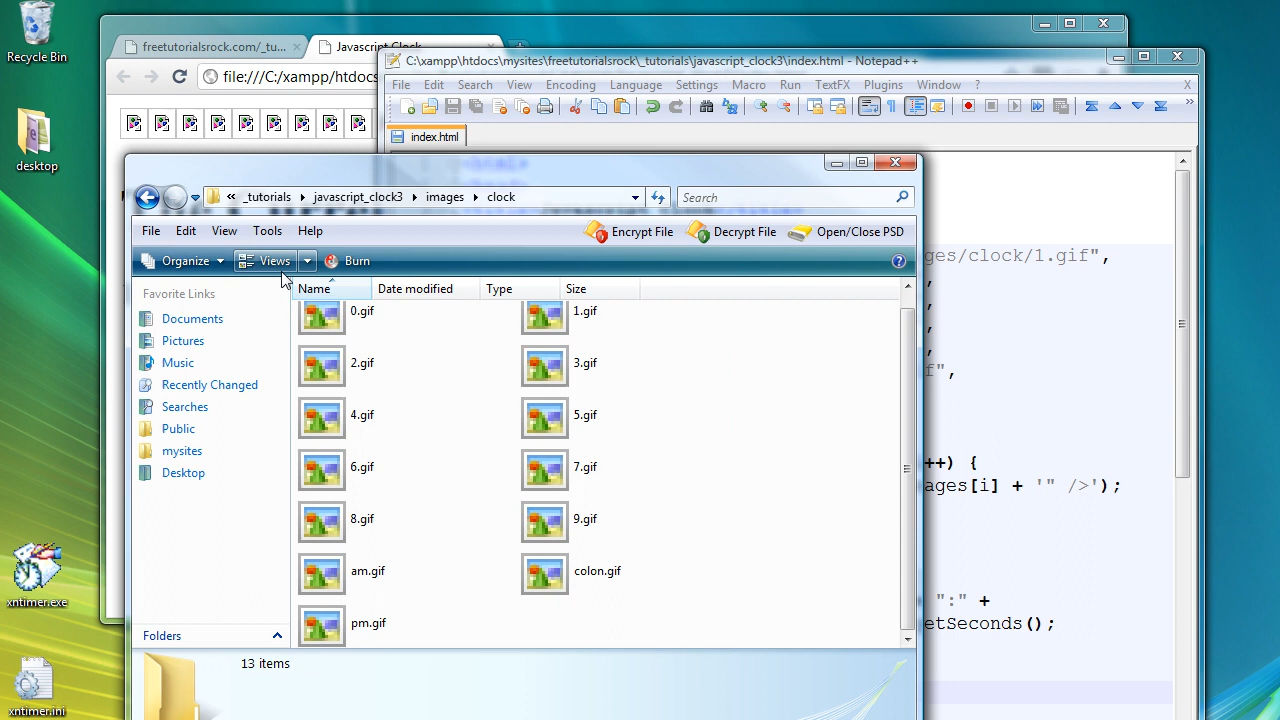 Recycle Bin
desktop
xntimer.exe
xntimer.ini
freetutorialsrock.com/_tu...
Javascript Clock
file:///C:/xampp/htdocs
C:\xampp\htdocs\mysites\freetutorialsrock\_tutorials\javascript_clock3\index.html - Notepad++
File Edit Search View Encoding Language Settings Macro Run TextFX Plugins Window ? X
index.html
« _tutorials javascript_clock3 images clock
Search
File Edit View Tools Help
Encrypt File Decrypt File Open/Close PSD
Organize Views Burn
Favorite Links
Documents
Pictures
Music
Recently Changed
Searches
Public
mysites
Desktop
Folders
Name Date modified Type Size
0.gif 1.gif
2.gif 3.gif
4.gif 5.gif
6.gif 7.gif
8.gif 9.gif
am.gif colon.gif
pm.gif
13 items
ges/clock/1.gif",
,
,
,
,
f",
++) {
ages[i] + '" />');
":" +
etSeconds();